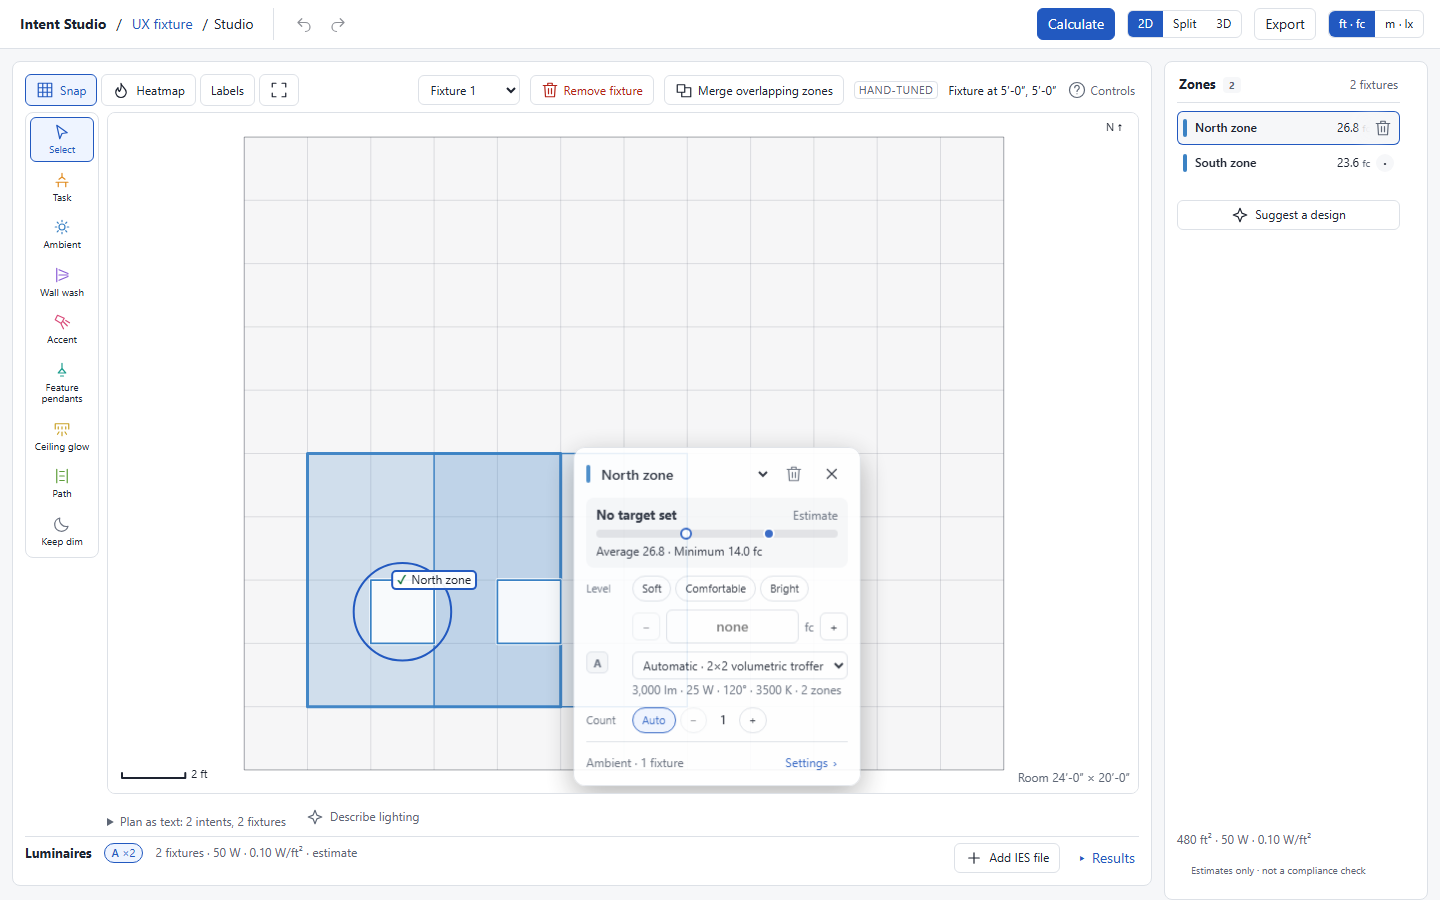 Intent Studio / UX fixture / Studio
Calculate
2D Split 3D
Export
ft · fc m · lx
Snap
Heatmap
Labels
Fixture 1
Remove fixture
Merge overlapping zones
HAND-TUNED
Fixture at 5'-0", 5'-0"
Controls
Select
Task
Ambient
Wall wash
Accent
Feature
pendants
Ceiling glow
Path
Keep dim
N ↑
✓ North zone
2 ft
Room 24'-0" × 20'-0"
North zone
No target set
Estimate
Average 26.8 · Minimum 14.0 fc
Level Soft Comfortable Bright
− none fc +
A Automatic · 2×2 volumetric troffer
3,000 lm · 25 W · 120° · 3500 K · 2 zones
Count Auto − 1 +
Ambient · 1 fixture
Settings ›
Plan as text: 2 intents, 2 fixtures
Describe lighting
Luminaires
A ×2
2 fixtures · 50 W · 0.10 W/ft² · estimate
Add IES file
Results
Zones 2
2 fixtures
North zone 26.8
South zone 23.6 fc
Suggest a design
480 ft² · 50 W · 0.10 W/ft²
Estimates only · not a compliance check